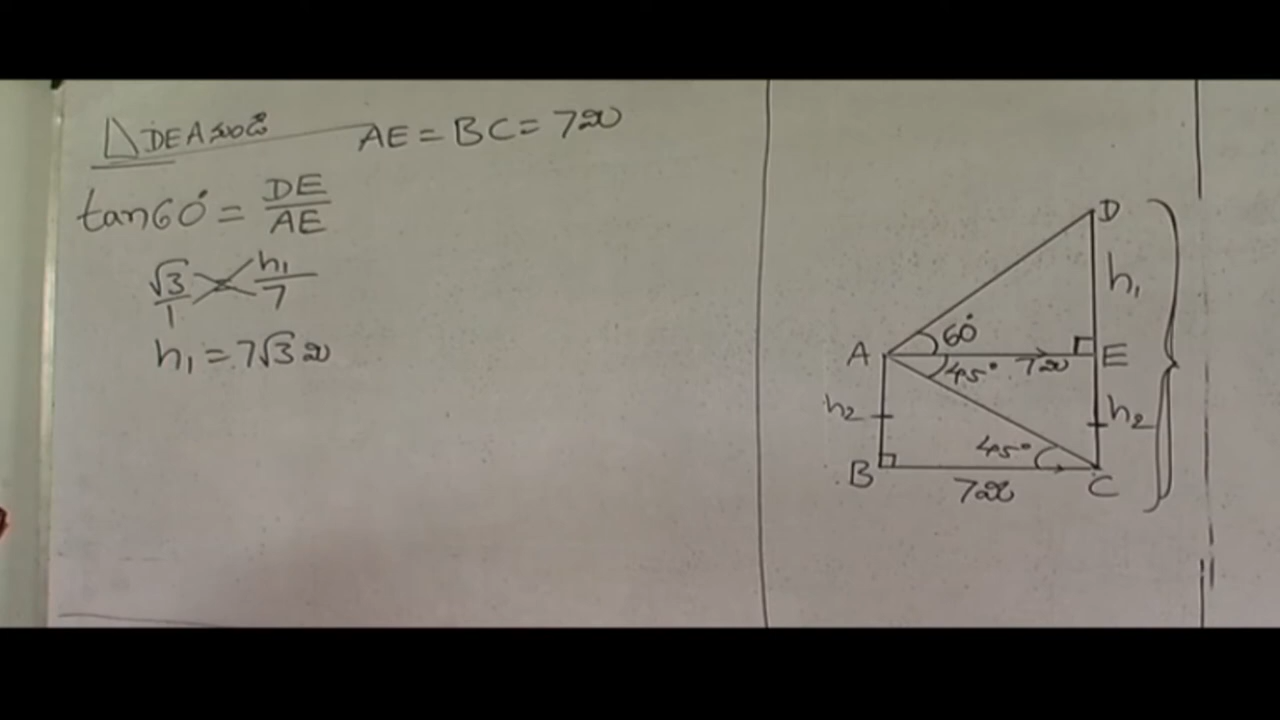 △DEA నుండి
AE = BC = 7మీ
tan60° = DE/AE
√3/1 h₁/7
h₁ = 7√3 మీ
D
h₁
60°
A
E
45°
7మీ
h₂
h₂
45°
B
C
7మీ